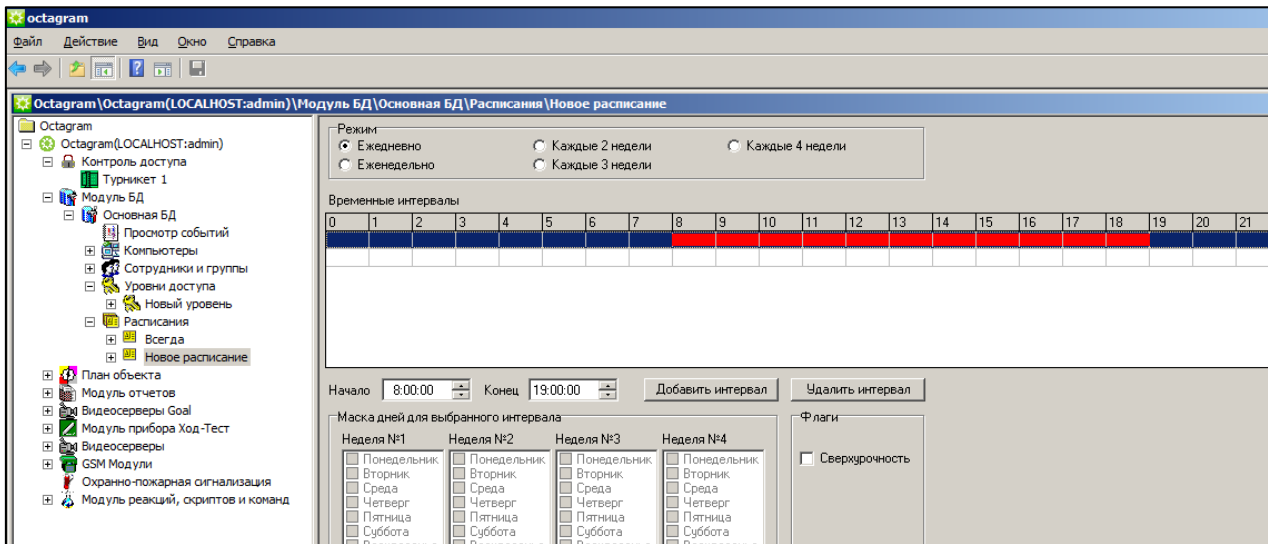 octagram
Файл Действие Вид Окно Справка
Octagram\Octagram(LOCALHOST:admin)\Модуль БД\Основная БД\Расписания\Новое расписание
Octagram
Octagram(LOCALHOST:admin)
Контроль доступа
Турникет 1
Модуль БД
Основная БД
Просмотр событий
Компьютеры
Сотрудники и группы
Уровни доступа
Новый уровень
Расписания
Всегда
Новое расписание
План объекта
Модуль отчетов
Видеосерверы Goal
Модуль прибора Ход-Тест
Видеосерверы
GSM Модули
Охранно-пожарная сигнализация
Модуль реакций, скриптов и команд
Режим
Ежедневно Каждые 2 недели Каждые 4 недели
Еженедельно Каждые 3 недели
Временные интервалы
0 1 2 3 4 5 6 7 8 9 10 11 12 13 14 15 16 17 18 19 20 21
Начало 8:00:00 Конец 19:00:00 Добавить интервал Удалить интервал
Маска дней для выбранного интервала Флаги
Неделя №1 Неделя №2 Неделя №3 Неделя №4
Понедельник Понедельник Понедельник Понедельник Сверхурочность
Вторник Вторник Вторник Вторник
Среда Среда Среда Среда
Четверг Четверг Четверг Четверг
Пятница Пятница Пятница Пятница
Суббота Суббота Суббота Суббота